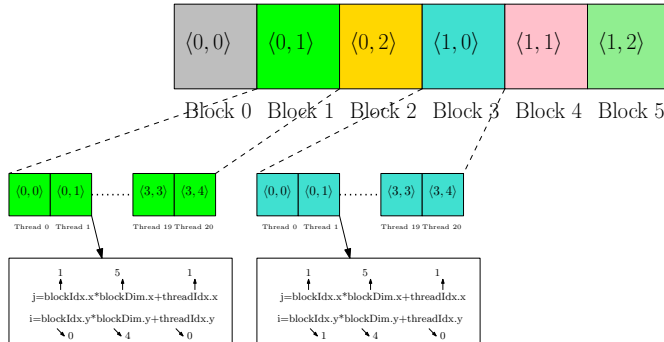 ⟨0, 0⟩ ⟨0, 1⟩ ⟨0, 2⟩ ⟨1, 0⟩ ⟨1, 1⟩ ⟨1, 2⟩
Block 0 Block 1 Block 2 Block 3 Block 4 Block 5
⟨0, 0⟩ ⟨0, 1⟩ ........ ⟨3, 3⟩ ⟨3, 4⟩ ⟨0, 0⟩ ⟨0, 1⟩ ........ ⟨3, 3⟩ ⟨3, 4⟩
Thread 0 Thread 1 Thread 19 Thread 20 Thread 0 Thread 1 Thread 19 Thread 20
1 5 1
j=blockIdx.x*blockDim.x+threadIdx.x
i=blockIdx.y*blockDim.y+threadIdx.y
0 4 0
1 5 1
j=blockIdx.x*blockDim.x+threadIdx.x
i=blockIdx.y*blockDim.y+threadIdx.y
1 4 0